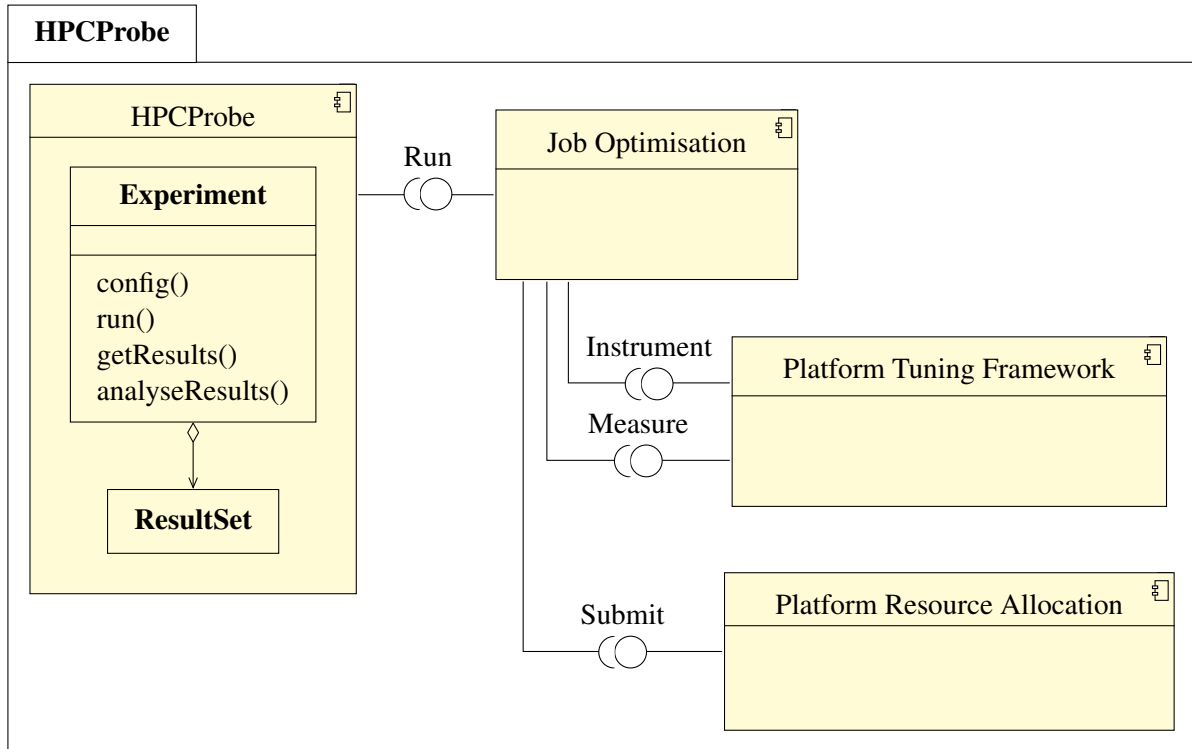 HPCProbe
HPCProbe
Experiment
config()
run()
getResults()
analyseResults()
ResultSet
Run
Job Optimisation
Instrument
Platform Tuning Framework
Measure
Submit
Platform Resource Allocation